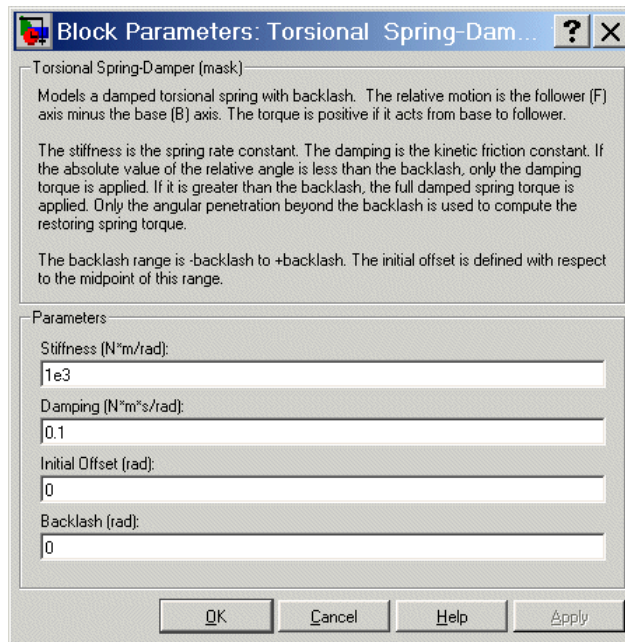 Block Parameters: Torsional Spring-Dam...
Torsional Spring-Damper (mask)
Models a damped torsional spring with backlash. The relative motion is the follower (F)
axis minus the base (B) axis. The torque is positive if it acts from base to follower.
The stiffness is the spring rate constant. The damping is the kinetic friction constant. If
the absolute value of the relative angle is less than the backlash, only the damping
torque is applied. If it is greater than the backlash, the full damped spring torque is
applied. Only the angular penetration beyond the backlash is used to compute the
restoring spring torque.
The backlash range is -backlash to +backlash. The initial offset is defined with respect
to the midpoint of this range.
Parameters
Stiffness (N*m/rad):
1e3
Damping (N*m*s/rad):
0.1
Initial Offset (rad):
0
Backlash (rad):
0
OK Cancel Help Apply